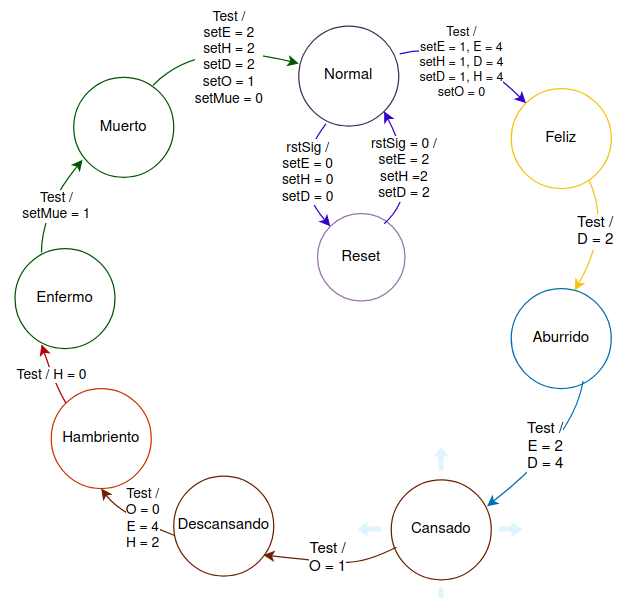 Test /
setE = 2
setH = 2
setD = 2
setO = 1
setMue = 0
Normal
Test /
setE = 1, E = 4
setH = 1, D = 4
setD = 1, H = 4
setO = 0
Feliz
Muerto
rstSig /
setE = 0
setH = 0
setD = 0
rstSig = 0 /
setE = 2
setH =2
setD = 2
Reset
Test /
D = 2
Test /
setMue = 1
Enfermo
Aburrido
Test / H = 0
Hambriento
Test /
E = 2
D = 4
Test /
O = 0
E = 4
H = 2
Descansando
Cansado
Test /
O = 1